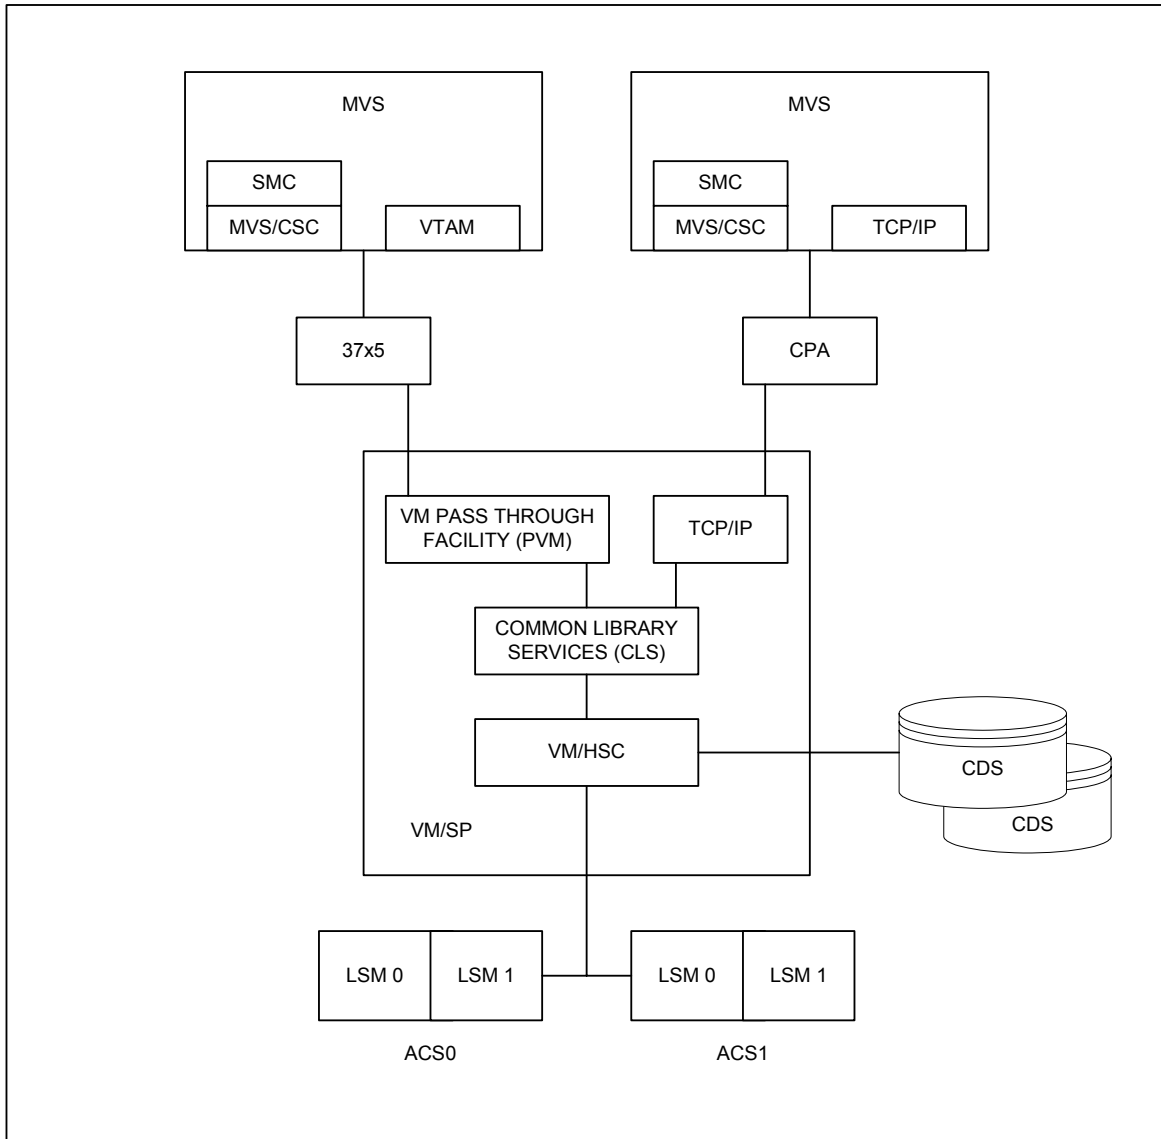 MVS
SMC
MVS/CSC
VTAM
MVS
SMC
MVS/CSC
TCP/IP
37x5
CPA
VM PASS THROUGH
FACILITY (PVM)
TCP/IP
COMMON LIBRARY
SERVICES (CLS)
VM/HSC
CDS
CDS
VM/SP
LSM 0
LSM 1
LSM 0
LSM 1
ACS0
ACS1